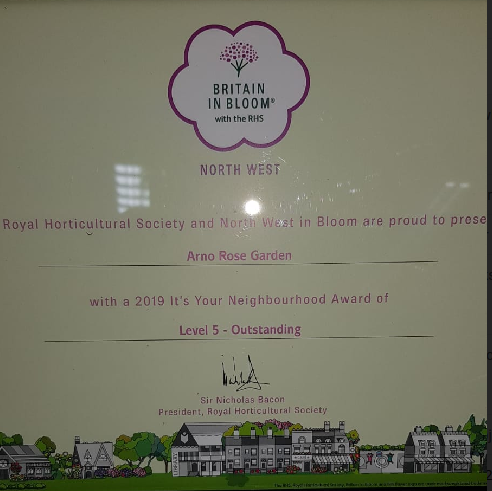 BRITAIN
IN BLOOM®
with the RHS
NORTH WEST
Royal Horticultural Society and North West in Bloom are proud to prese
Arno Rose Garden
with a 2019 It's Your Neighbourhood Award of
Level 5 - Outstanding
Sir Nicholas Bacon
President, Royal Horticultural Society